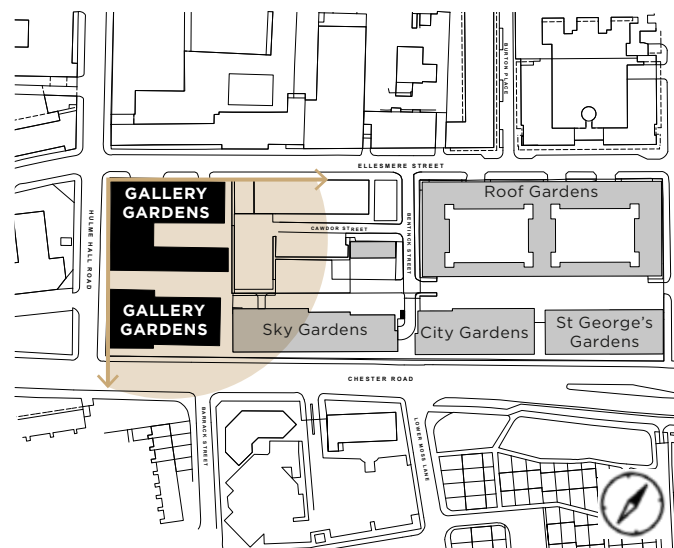 BURTON PLACE
ELLESMERE STREET
GALLERY
GARDENS
Roof Gardens
HULME HALL ROAD
CAWDOR STREET
BENTINCK STREET
GALLERY
GARDENS
Sky Gardens
City Gardens
St George's
Gardens
CHESTER ROAD
BARRACK STREET
LOWER MOSS LANE